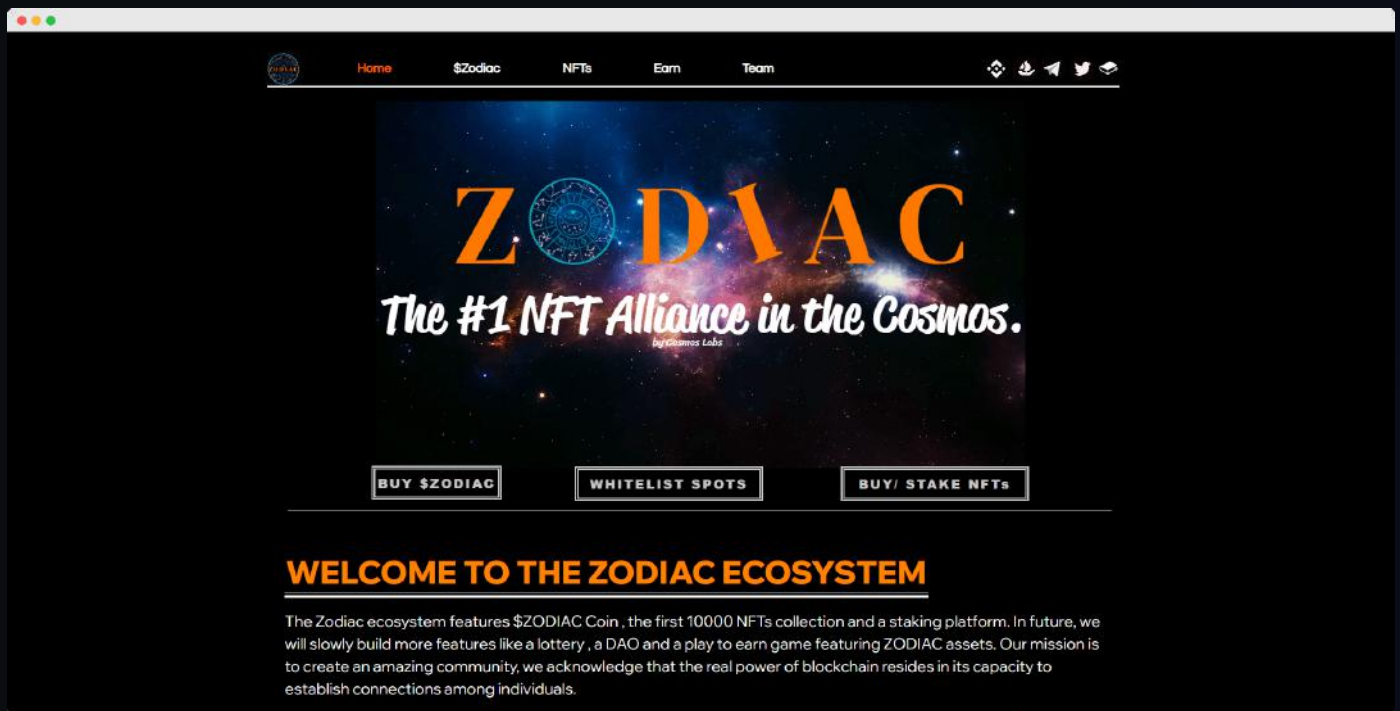 Home $Zodiac NFTs Earn Team
Z DIAC
The #1 NFT Alliance in the Cosmos.
by Cosmos Labs
BUY $ZODIAC WHITELIST SPOTS BUY/ STAKE NFTs
WELCOME TO THE ZODIAC ECOSYSTEM
The Zodiac ecosystem features $ZODIAC Coin , the first 10000 NFTs collection and a staking platform. In future, we
will slowly build more features like a lottery , a DAO and a play to earn game featuring ZODIAC assets. Our mission is
to create an amazing community, we acknowledge that the real power of blockchain resides in its capacity to
establish connections among individuals.